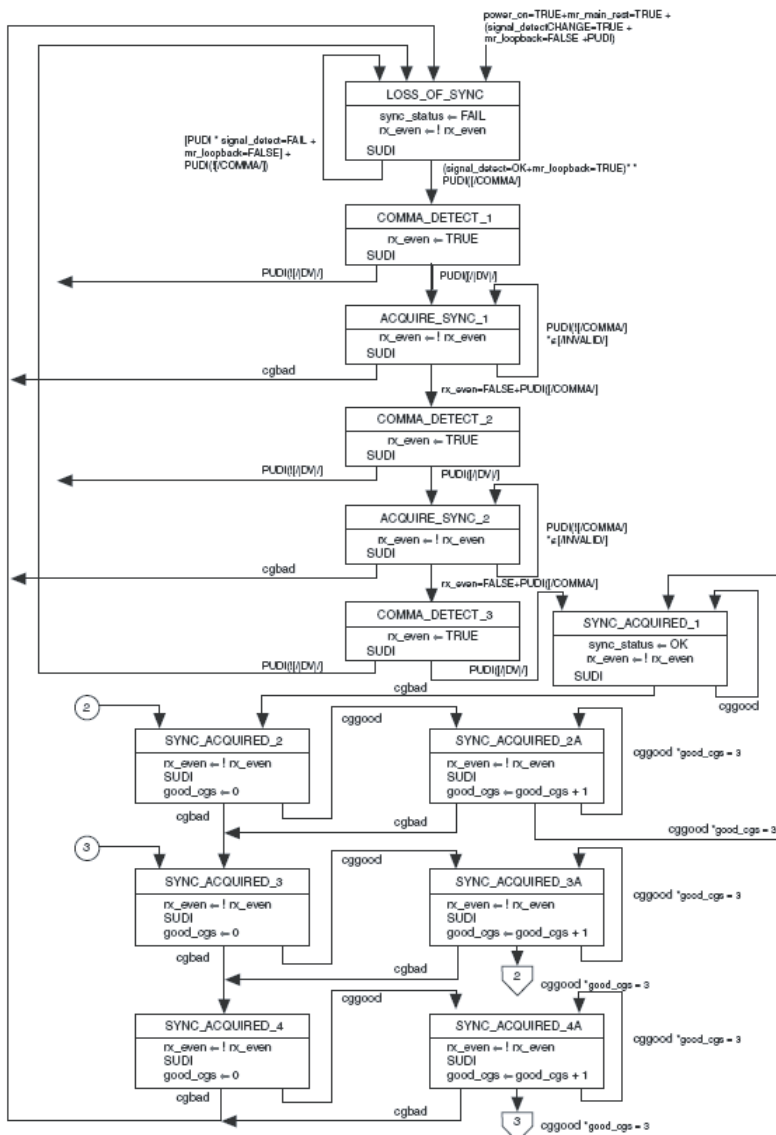 power_on=TRUE+mr_main_rest=TRUE +
(signal_detectCHANGE=TRUE +
mr_loopback=FALSE +PUDI)
LOSS_OF_SYNC
sync_status ⇐ FAIL
rx_even ⇐ ! rx_even
SUDI
[PUDI * signal_detect=FAIL +
mr_loopback=FALSE] +
PUDI(![/COMMA/])
(signal_detect=OK+mr_loopback=TRUE)* *
PUDI([/COMMA/]
COMMA_DETECT_1
rx_even ⇐ TRUE
SUDI
PUDI(![/|DV|/]
PUDI([/|DV|/]
ACQUIRE_SYNC_1
rx_even ⇐ ! rx_even
SUDI
PUDI(![/COMMA/]
*∉[/INVALID/]
cgbad
rx_even=FALSE+PUDI([/COMMA/]
COMMA_DETECT_2
rx_even ⇐ TRUE
SUDI
PUDI(![/|DV|/]
PUDI([/|DV|/]
ACQUIRE_SYNC_2
rx_even ⇐ ! rx_even
SUDI
PUDI(![/COMMA/]
*∉[/INVALID/]
cgbad
rx_even=FALSE+PUDI([/COMMA/]
COMMA_DETECT_3
rx_even ⇐ TRUE
SUDI
PUDI(![/|DV|/]
PUDI([/|DV|/]
SYNC_ACQUIRED_1
sync_status ⇐ OK
rx_even ⇐ ! rx_even
SUDI
cgbad
cggood
2
SYNC_ACQUIRED_2
rx_even ⇐ ! rx_even
SUDI
good_cgs ⇐ 0
cggood
SYNC_ACQUIRED_2A
rx_even ⇐ ! rx_even
SUDI
good_cgs ⇐ good_cgs + 1
cggood *good_cgs = 3
cgbad
cgbad
cggood *good_cgs = 3
3
SYNC_ACQUIRED_3
rx_even ⇐ ! rx_even
SUDI
good_cgs ⇐ 0
cggood
SYNC_ACQUIRED_3A
rx_even ⇐ ! rx_even
SUDI
good_cgs ⇐ good_cgs + 1
cggood *good_cgs = 3
cgbad
cgbad
2
cggood *good_cgs = 3
SYNC_ACQUIRED_4
rx_even ⇐ ! rx_even
SUDI
good_cgs ⇐ 0
cggood
SYNC_ACQUIRED_4A
rx_even ⇐ ! rx_even
SUDI
good_cgs ⇐ good_cgs + 1
cggood *good_cgs = 3
cgbad
cgbad
3
cggood *good_cgs = 3